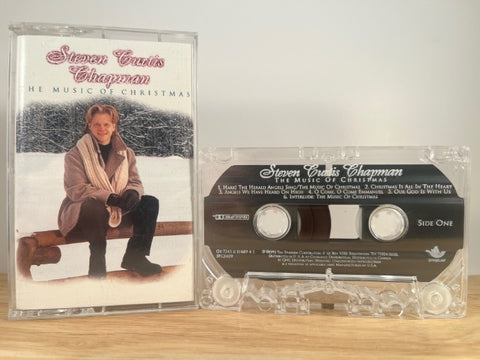 Steven Curtis
Chapman
HE MUSIC OF CHRISTMAS
Steven Curtis Chapman
The Music Of Christmas
1. Hark! The Herald Angels Sing/The Music Of Christmas 2. Christmas Is All In The Heart
3. Angels We Have Heard On High 4. O Come, O Come Emmanuel 5. Our God Is With Us
6. Interlude: The Music Of Christmas
Side One